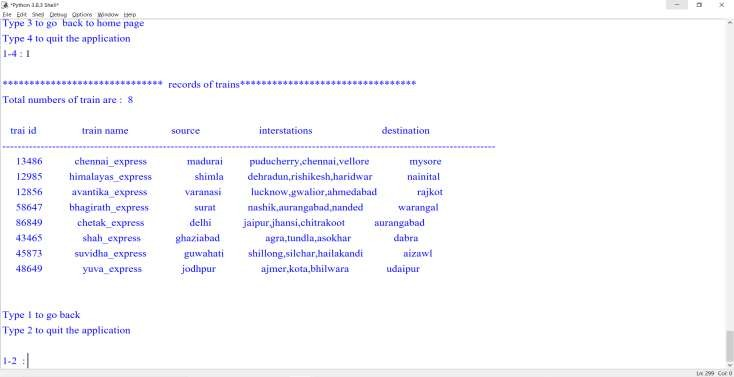 *Python 3.8.3 Shell*
File Edit Shell Debug Options Window Help
Type 3 to go  back to home page
Type 4 to quit the application
1-4 : 1
****************************** records of trains*********************************
Total numbers of train are :  8
trai id train name source interstations destination
---------------------------------------------------------------------------------------------------------------------------
13486 chennai_express madurai puducherry,chennai,vellore mysore
12985 himalayas_express shimla dehradun,rishikesh,haridwar nainital
12856 avantika_express varanasi lucknow,gwalior,ahmedabad rajkot
58647 bhagirath_express surat nashik,aurangabad,nanded warangal
86849 chetak_express delhi jaipur,jhansi,chitrakoot aurangabad
43465 shah_express ghaziabad agra,tundla,asokhar dabra
45873 suvidha_express guwahati shillong,silchar,hailakandi aizawl
48649 yuva_express jodhpur ajmer,kota,bhilwara udaipur
Type 1 to go back
Type 2 to quit the application
1-2  :
Ln: 299 Col: 0